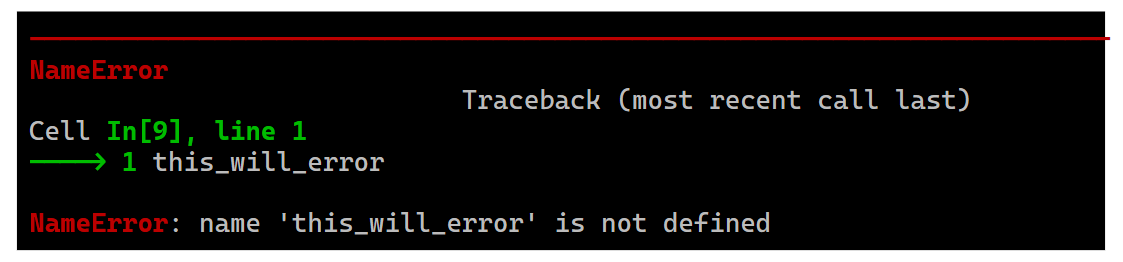 NameError
Traceback (most recent call last)
Cell In[9], line 1
----> 1 this_will_error

NameError: name 'this_will_error' is not defined